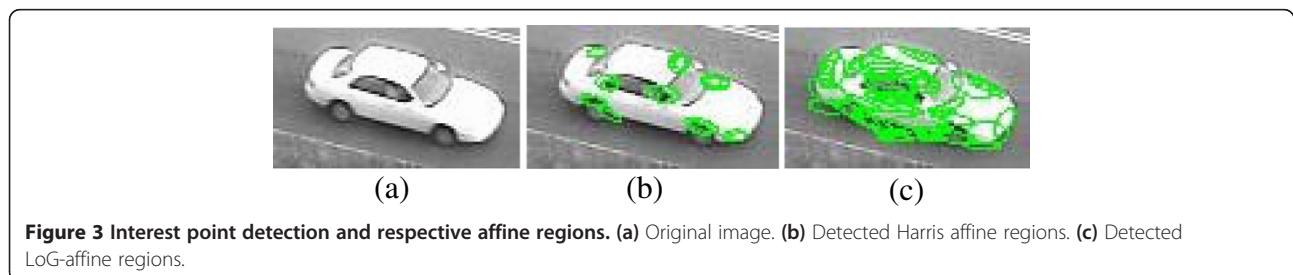 (a) (b) (c)
Figure 3 Interest point detection and respective affine regions. (a) Original image. (b) Detected Harris affine regions. (c) Detected
LoG-affine regions.